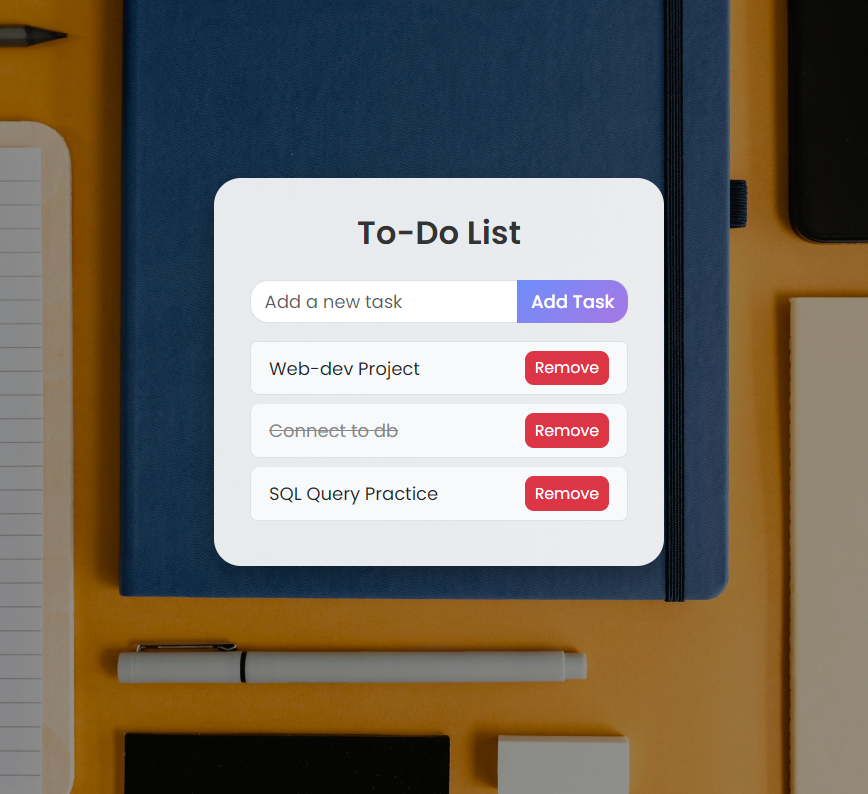 To-Do List
Add a new task Add Task
Web-dev Project Remove
Connect to db Remove
SQL Query Practice Remove